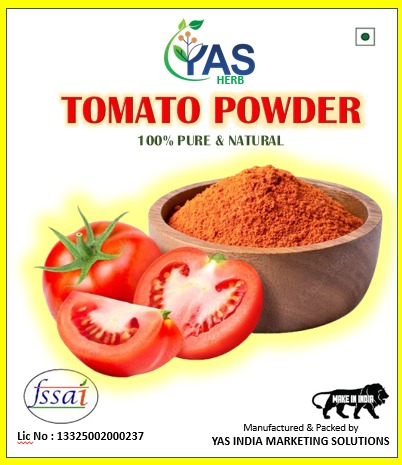 YAS
HERB
TOMATO POWDER
100% PURE & NATURAL
fssai
Lic No : 13325002000237
MAKE IN INDIA
Manufactured & Packed by
YAS INDIA MARKETING SOLUTIONS